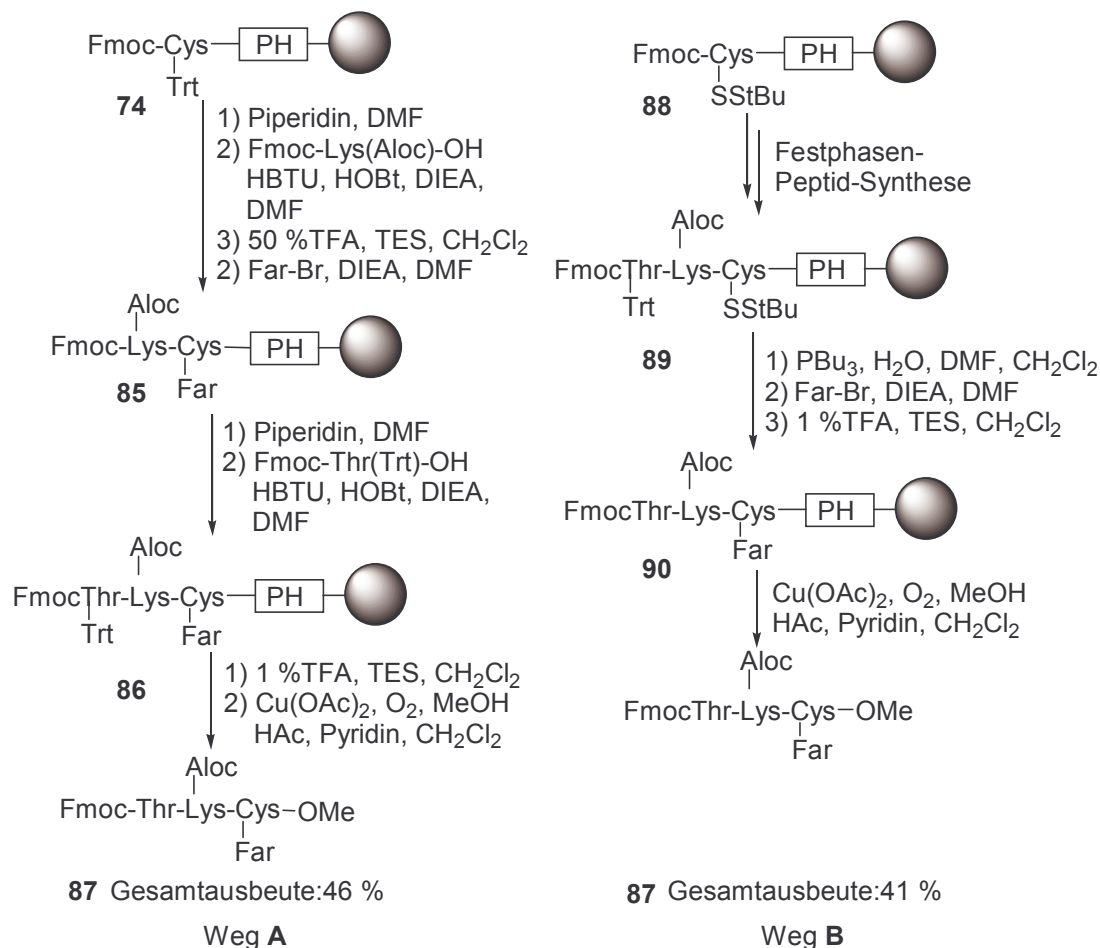 Fmoc-Cys
PH
Trt
74
1) Piperidin, DMF
2) Fmoc-Lys(Aloc)-OH
HBTU, HOBt, DIEA,
DMF
3) 50 %TFA, TES, CH2Cl2
2) Far-Br, DIEA, DMF
Aloc
Fmoc-Lys-Cys
PH
Far
85
1) Piperidin, DMF
2) Fmoc-Thr(Trt)-OH
HBTU, HOBt, DIEA,
DMF
Aloc
FmocThr-Lys-Cys
PH
Trt
Far
86
1) 1 %TFA, TES, CH2Cl2
2) Cu(OAc)2, O2, MeOH
HAc, Pyridin, CH2Cl2
Aloc
Fmoc-Thr-Lys-Cys-OMe
Far
87 Gesamtausbeute:46 %
Weg A
Fmoc-Cys
PH
SStBu
88
Festphasen-
Peptid-Synthese
Aloc
FmocThr-Lys-Cys
PH
Trt
SStBu
89
1) PBu3, H2O, DMF, CH2Cl2
2) Far-Br, DIEA, DMF
3) 1 %TFA, TES, CH2Cl2
Aloc
FmocThr-Lys-Cys
PH
Far
90
Cu(OAc)2, O2, MeOH
HAc, Pyridin, CH2Cl2
Aloc
FmocThr-Lys-Cys-OMe
Far
87 Gesamtausbeute:41 %
Weg B